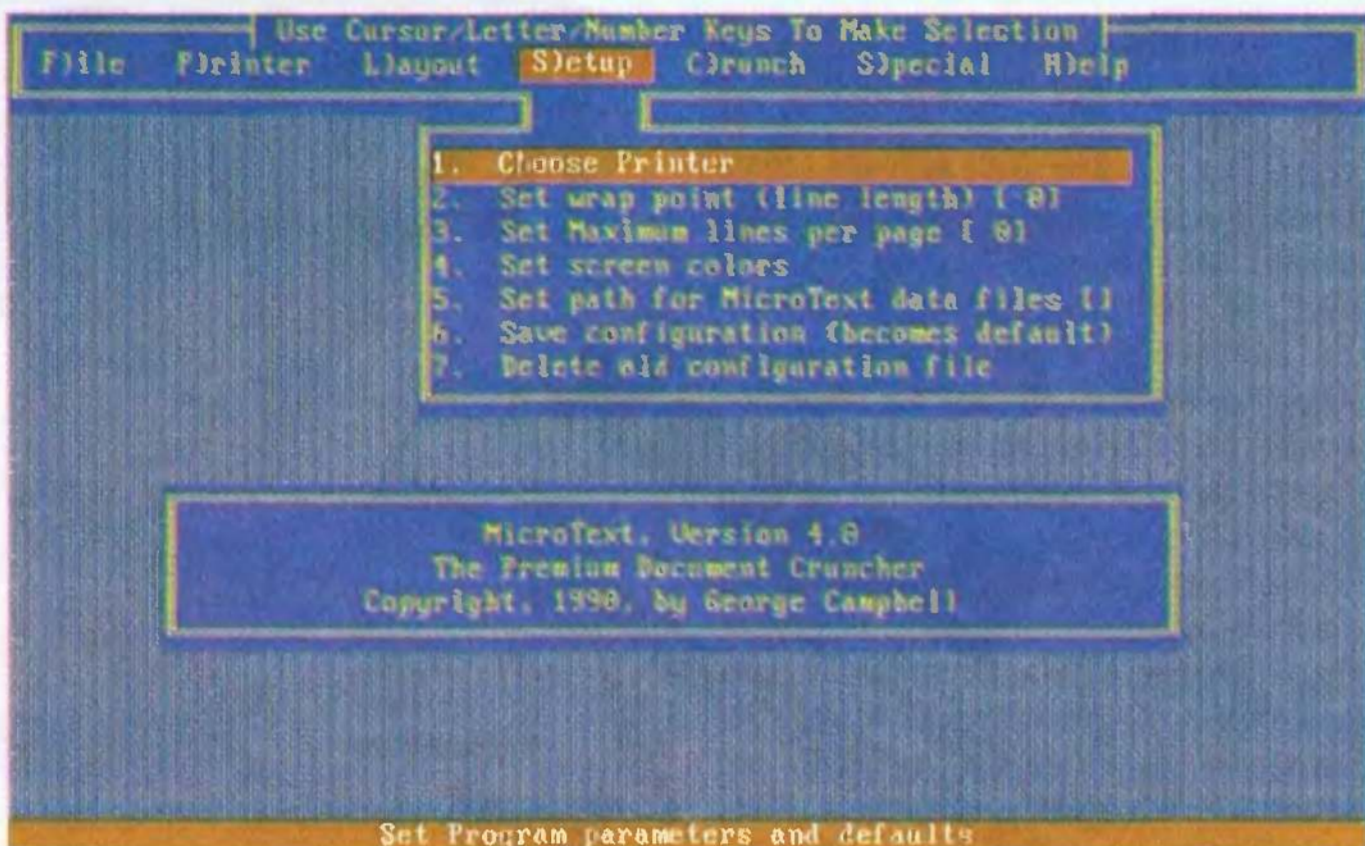 Use Cursor/Letter/Number Keys To Make Selection
F)ile P)rinter L)ayout S)etup C)runch S)pecial H)elp
1. Choose Printer
2. Set wrap point (line length) [ 0]
3. Set Maximum lines per page [ 0]
4. Set screen colors
5. Set path for MicroText data files []
6. Save configuration (becomes default)
7. Delete old configuration file
MicroText, Version 4.0
The Premium Document Cruncher
Copyright, 1990, by George Campbell
Set Program parameters and defaults